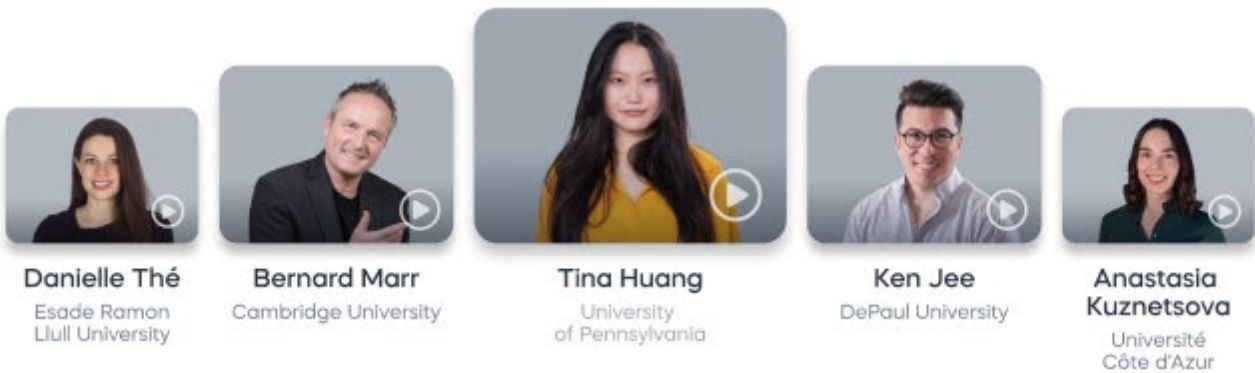 Danielle Thé
Esade Ramon
Llull University
Bernard Marr
Cambridge University
Tina Huang
University
of Pennsylvania
Ken Jee
DePaul University
Anastasia
Kuznetsova
Université
Côte d'Azur